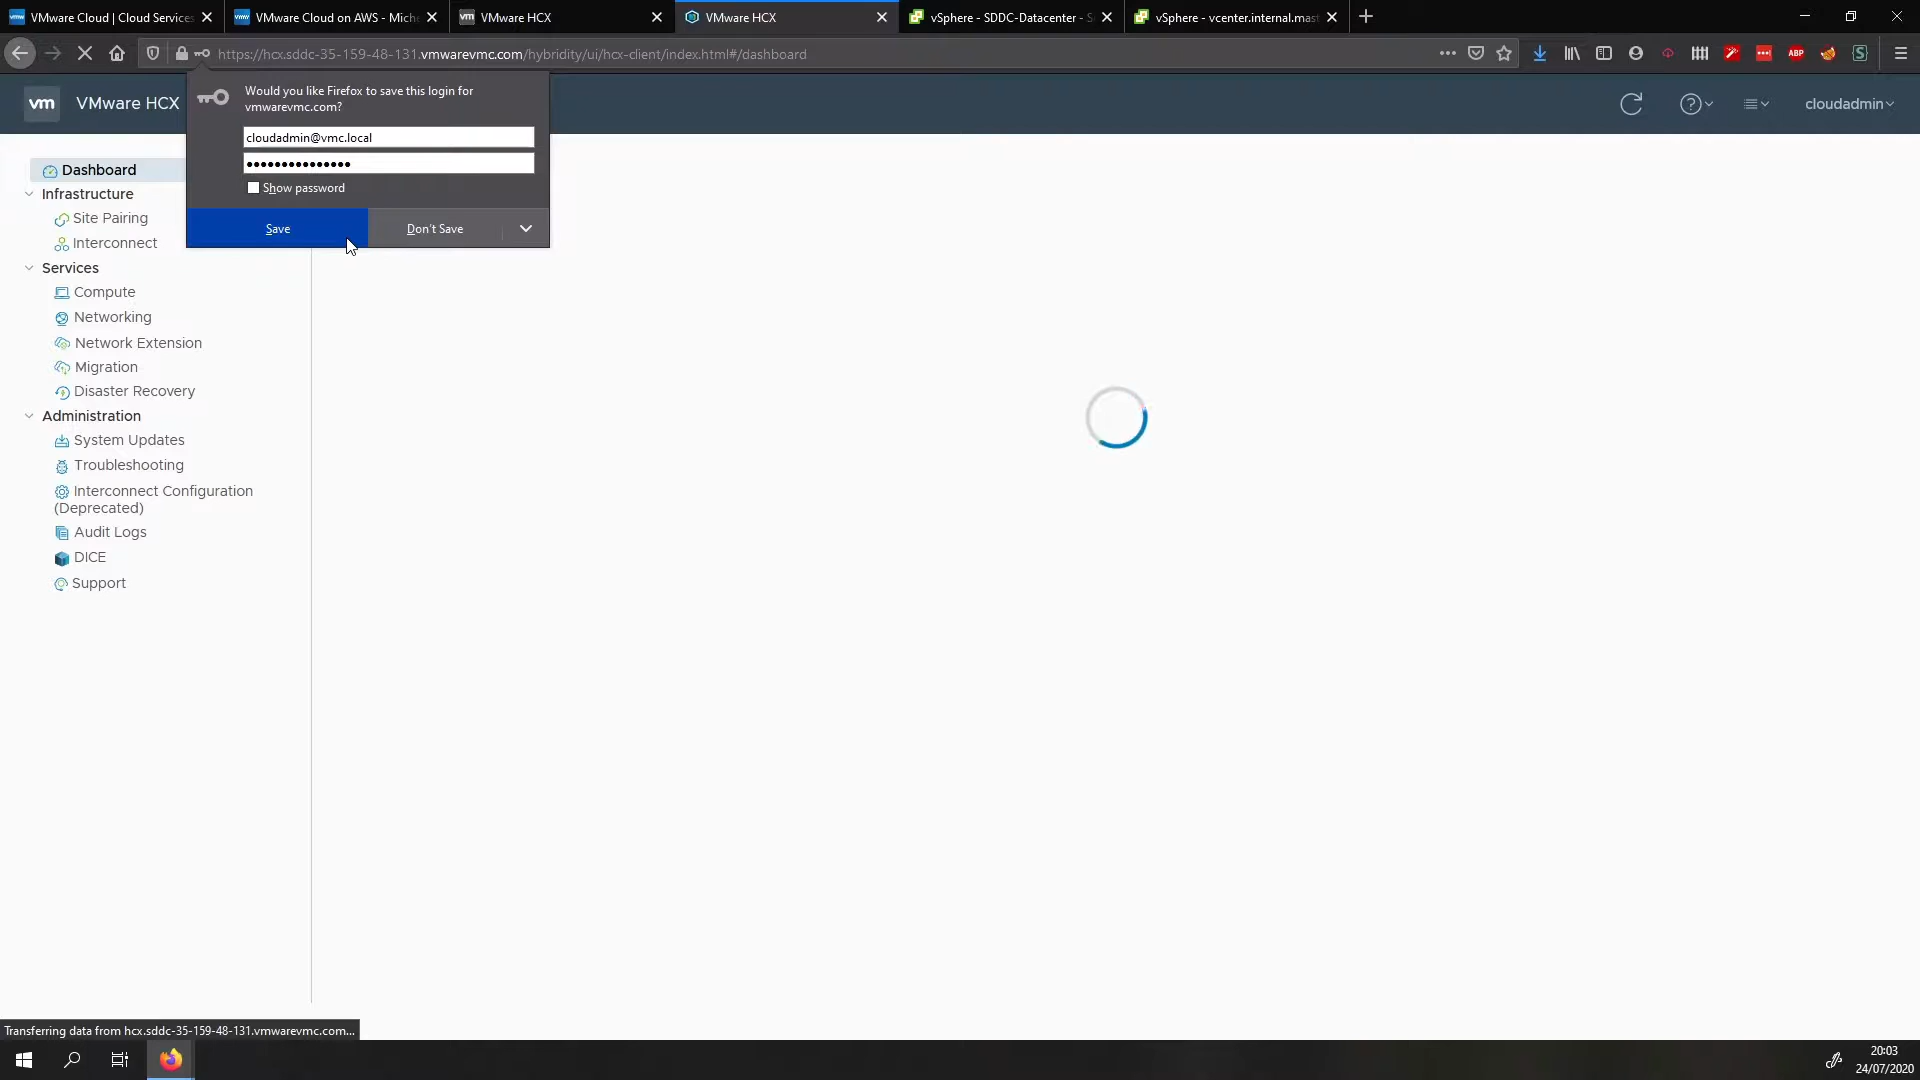 VMware Cloud | Cloud Services
VMware Cloud on AWS - Miche
VMware HCX
VMware HCX
vSphere - SDDC-Datacenter - S
vSphere - vcenter.internal.mast
https://hcx.sddc-35-159-48-131.vmwarevmc.com/hybridity/ui/hcx-client/index.html#/dashboard
ABP
S
vm
VMware HCX
cloudadmin
Would you like Firefox to save this login for
vmwarevmc.com?
cloudadmin@vmc.local
•••••••••••••••
Show password
Save
Don't Save
Dashboard
Infrastructure
Site Pairing
Interconnect
Services
Compute
Networking
Network Extension
Migration
Disaster Recovery
Administration
System Updates
Troubleshooting
Interconnect Configuration
(Deprecated)
Audit Logs
DICE
Support
Transferring data from hcx.sddc-35-159-48-131.vmwarevmc.com...
20:03
24/07/2020